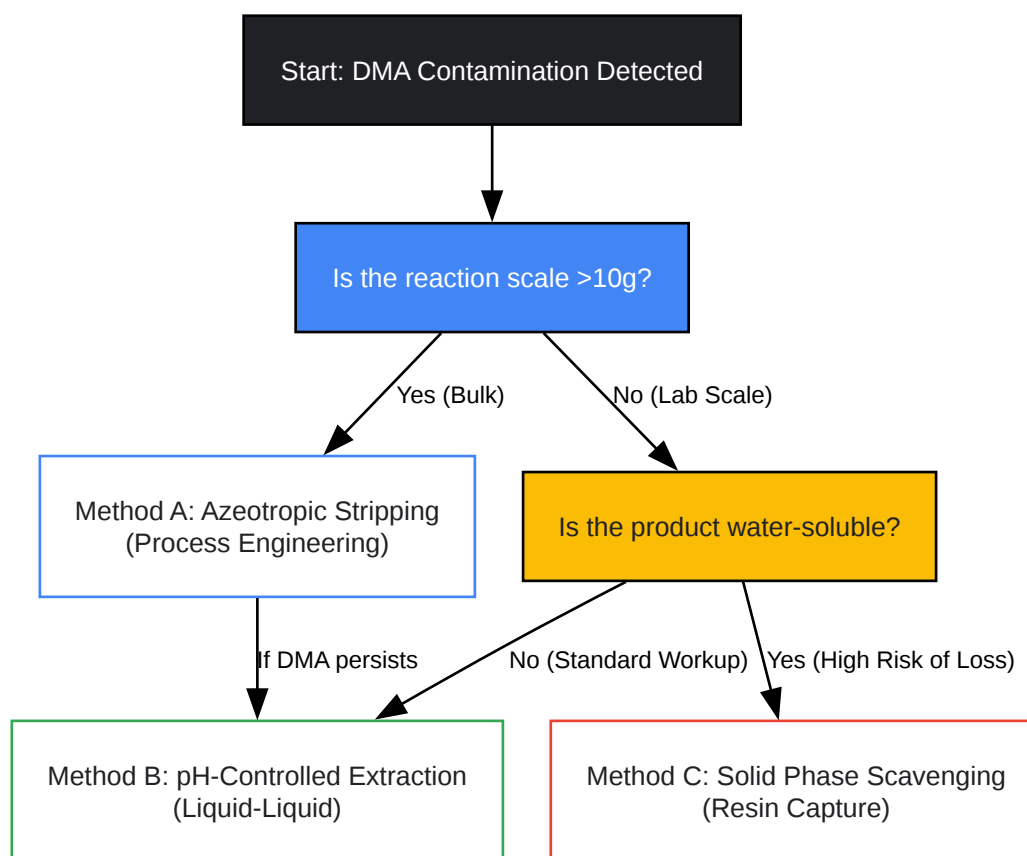 Start: DMA Contamination Detected
Is the reaction scale >10g?
Yes (Bulk)
No (Lab Scale)
Method A: Azeotropic Stripping
(Process Engineering)
Is the product water-soluble?
If DMA persists
No (Standard Workup)
Yes (High Risk of Loss)
Method B: pH-Controlled Extraction
(Liquid-Liquid)
Method C: Solid Phase Scavenging
(Resin Capture)